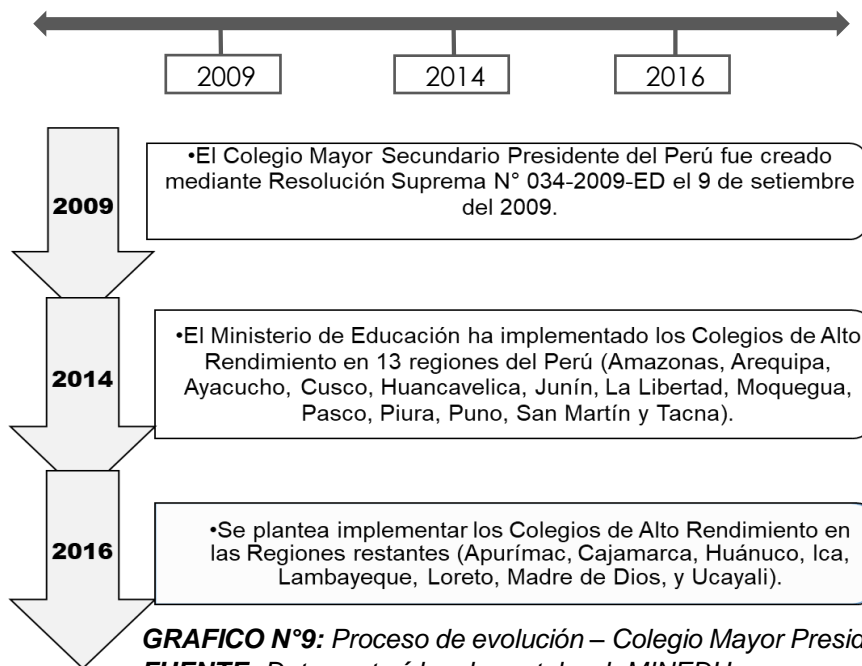 2009 2014 2016
2009
•El Colegio Mayor Secundario Presidente del Perú fue creado
mediante Resolución Suprema N° 034-2009-ED el 9 de setiembre
del 2009.
2014
•El Ministerio de Educación ha implementado los Colegios de Alto
Rendimiento en 13 regiones del Perú (Amazonas, Arequipa,
Ayacucho, Cusco, Huancavelica, Junín, La Libertad, Moquegua,
Pasco, Piura, Puno, San Martín y Tacna).
2016
•Se plantea implementar los Colegios de Alto Rendimiento en
las Regiones restantes (Apurímac, Cajamarca, Huánuco, Ica,
Lambayeque, Loreto, Madre de Dios, y Ucayali).
GRAFICO N°9: Proceso de evolución – Colegio Mayor Presid